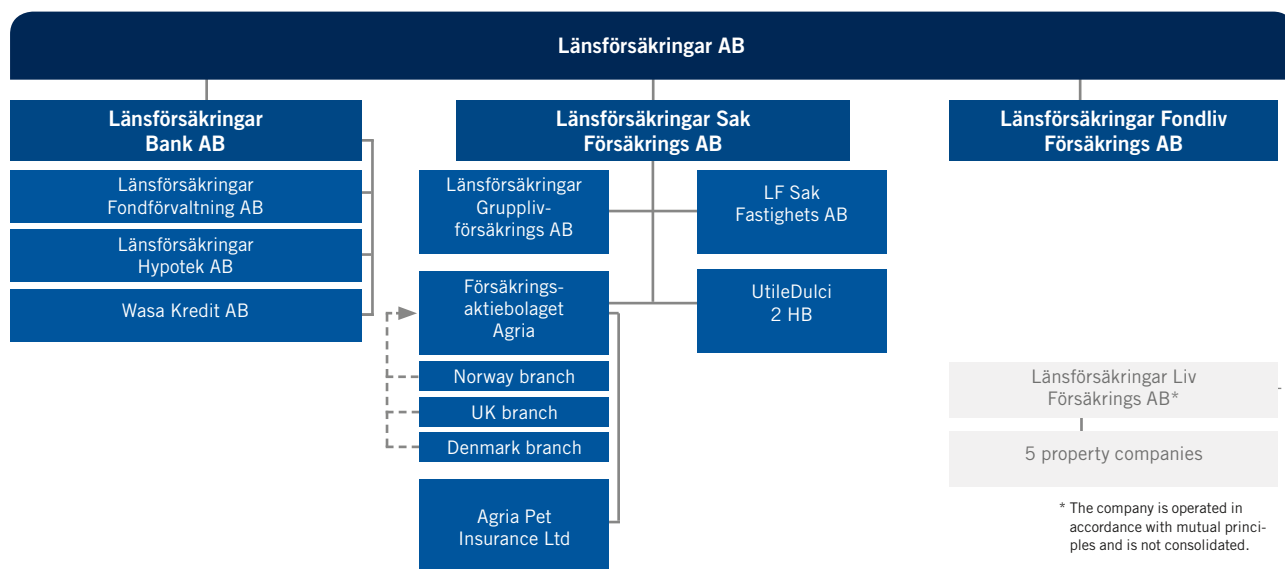 Länsförsäkringar AB
Länsförsäkringar
Bank AB
Länsförsäkringar
Fondförvaltning AB
Länsförsäkringar
Hypotek AB
Wasa Kredit AB
Länsförsäkringar Sak
Försäkrings AB
Länsförsäkringar
Gruppliv-
försäkrings AB
LF Sak
Fastighets AB
Försäkrings-
aktiebolaget
Agria
UtileDulci
2 HB
Norway branch
UK branch
Denmark branch
Agria Pet
Insurance Ltd
Länsförsäkringar Fondliv
Försäkrings AB
Länsförsäkringar Liv
Försäkrings AB*
5 property companies
* The company is operated in
accordance with mutual princi-
ples and is not consolidated.